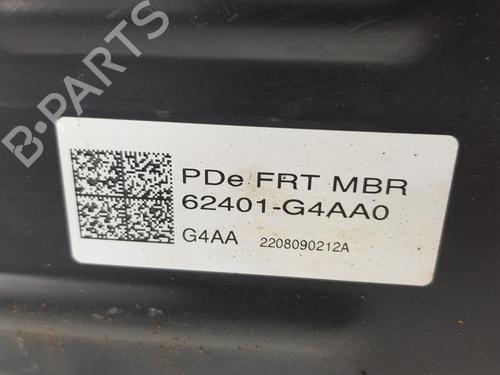 B-PARTS
PDe FRT MBR
62401-G4AA0
G4AA 2208090212A